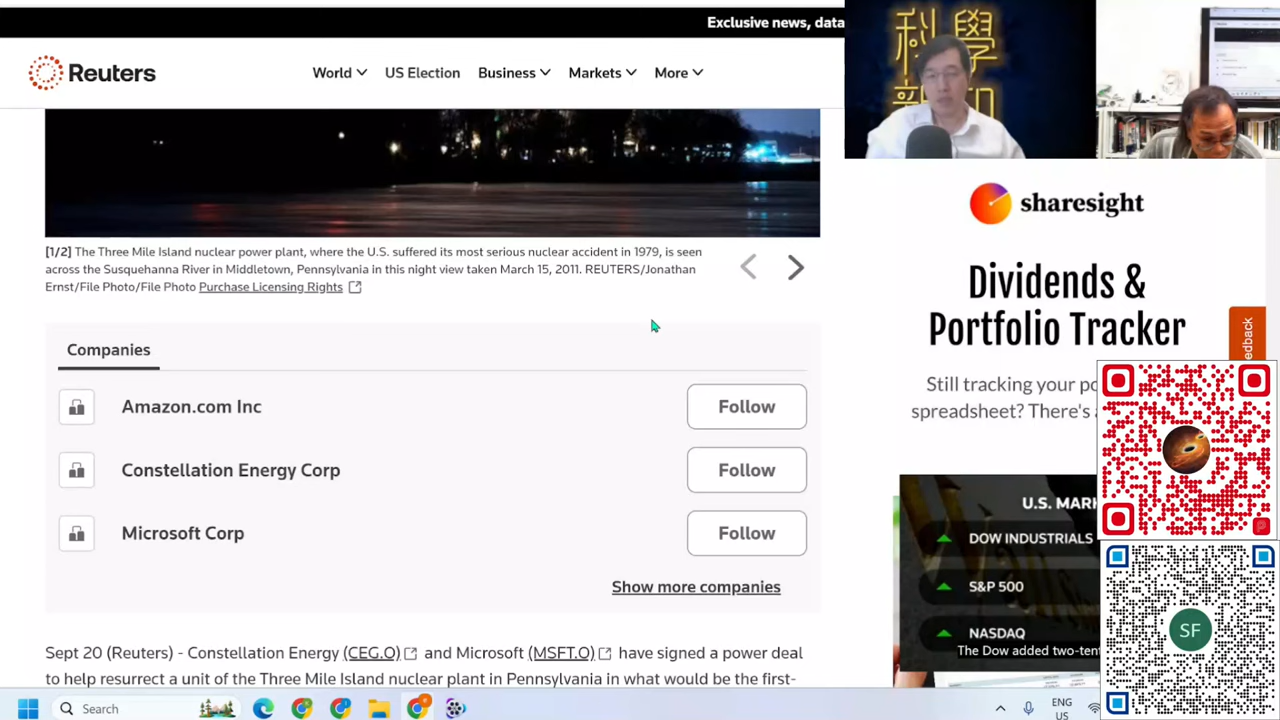 Exclusive news, data
科學
Reuters
World
US Election
Business
Markets
More
[1/2] The Three Mile Island nuclear power plant, where the U.S. suffered its most serious nuclear accident in 1979, is seen
across the Susquehanna River in Middletown, Pennsylvania in this night view taken March 15, 2011. REUTERS/Jonathan
Ernst/File Photo/File Photo Purchase Licensing Rights
Companies
Amazon.com Inc
Follow
Constellation Energy Corp
Follow
Microsoft Corp
Follow
Show more companies
Sept 20 (Reuters) - Constellation Energy (CEG.O) and Microsoft (MSFT.O) have signed a power deal
to help resurrect a unit of the Three Mile Island nuclear plant in Pennsylvania in what would be the first-
sharesight
Dividends &
Portfolio Tracker
Still tracking your po
spreadsheet? There's a
edback
U.S. MAR
DOW INDUSTRIALS
S&P 500
NASDAQ
The Dow added two-tent
SF
Search
ENG
US